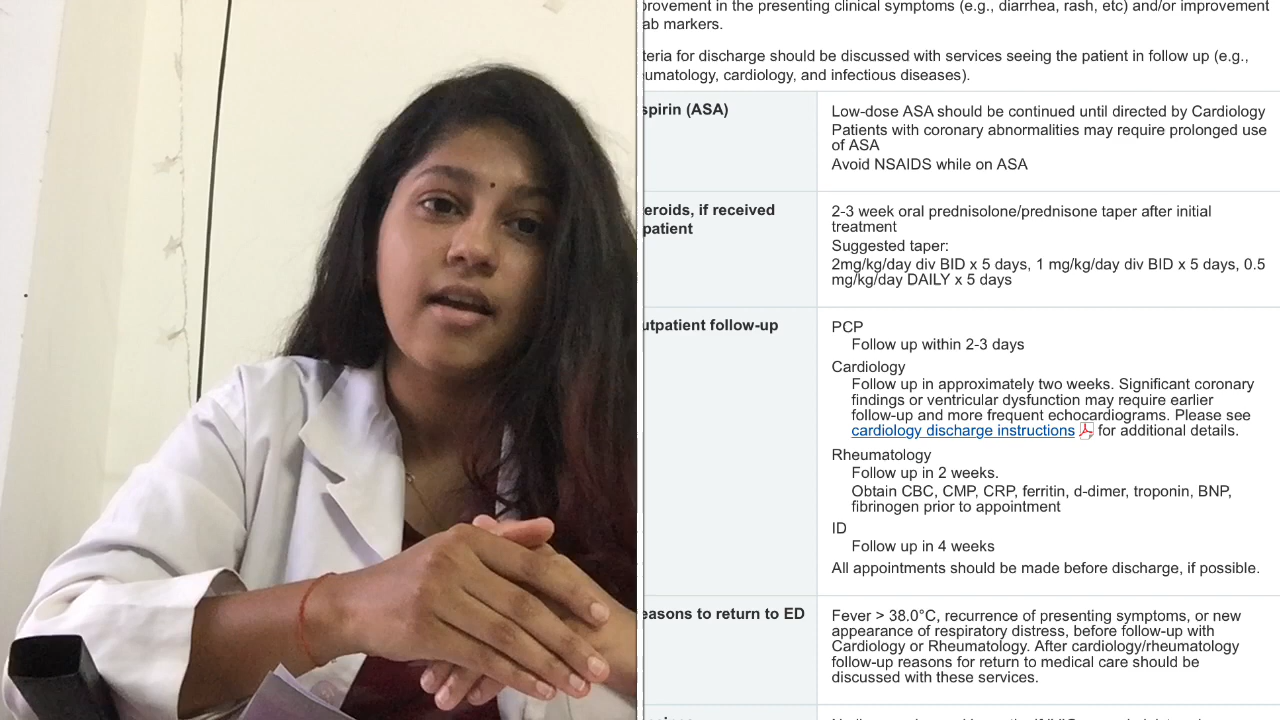 provement in the presenting clinical symptoms (e.g., diarrhea, rash, etc) and/or improvement
ab markers.
teria for discharge should be discussed with services seeing the patient in follow up (e.g.,
eumatology, cardiology, and infectious diseases).
spirin (ASA)
Low-dose ASA should be continued until directed by Cardiology
Patients with coronary abnormalities may require prolonged use
of ASA
Avoid NSAIDS while on ASA
eroids, if received
patient
2-3 week oral prednisolone/prednisone taper after initial
treatment
Suggested taper:
2mg/kg/day div BID x 5 days, 1 mg/kg/day div BID x 5 days, 0.5
mg/kg/day DAILY x 5 days
utpatient follow-up
PCP
Follow up within 2-3 days
Cardiology
Follow up in approximately two weeks. Significant coronary
findings or ventricular dysfunction may require earlier
follow-up and more frequent echocardiograms. Please see
cardiology discharge instructions for additional details.
Rheumatology
Follow up in 2 weeks.
Obtain CBC, CMP, CRP, ferritin, d-dimer, troponin, BNP,
fibrinogen prior to appointment
ID
Follow up in 4 weeks
All appointments should be made before discharge, if possible.
easons to return to ED
Fever > 38.0°C, recurrence of presenting symptoms, or new
appearance of respiratory distress, before follow-up with
Cardiology or Rheumatology. After cardiology/rheumatology
follow-up reasons for return to medical care should be
discussed with these services.